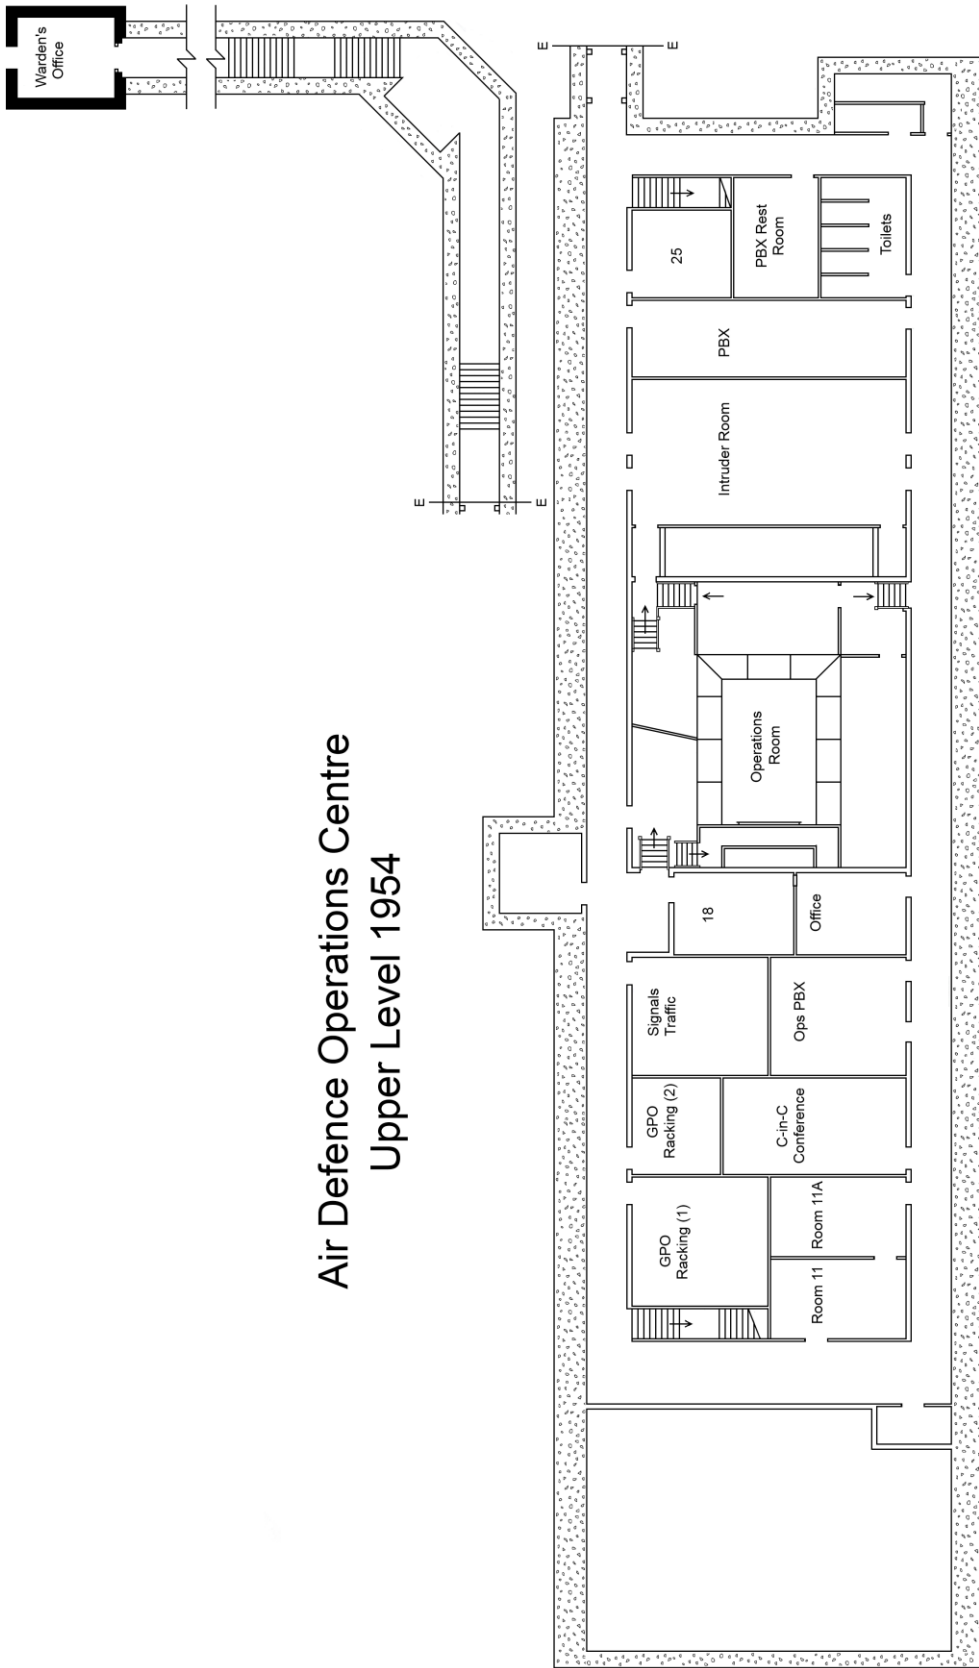 Air Defence Operations Centre
Upper Level 1954
Warden's
Office
E
E
E
E
Room 11
Room 11A
GPO
Racking (1)
GPO
Racking (2)
C-in-C
Conference
Signals
Traffic
Ops PBX
18
Office
Operations
Room
Intruder Room
PBX
25
PBX Rest
Room
Toilets